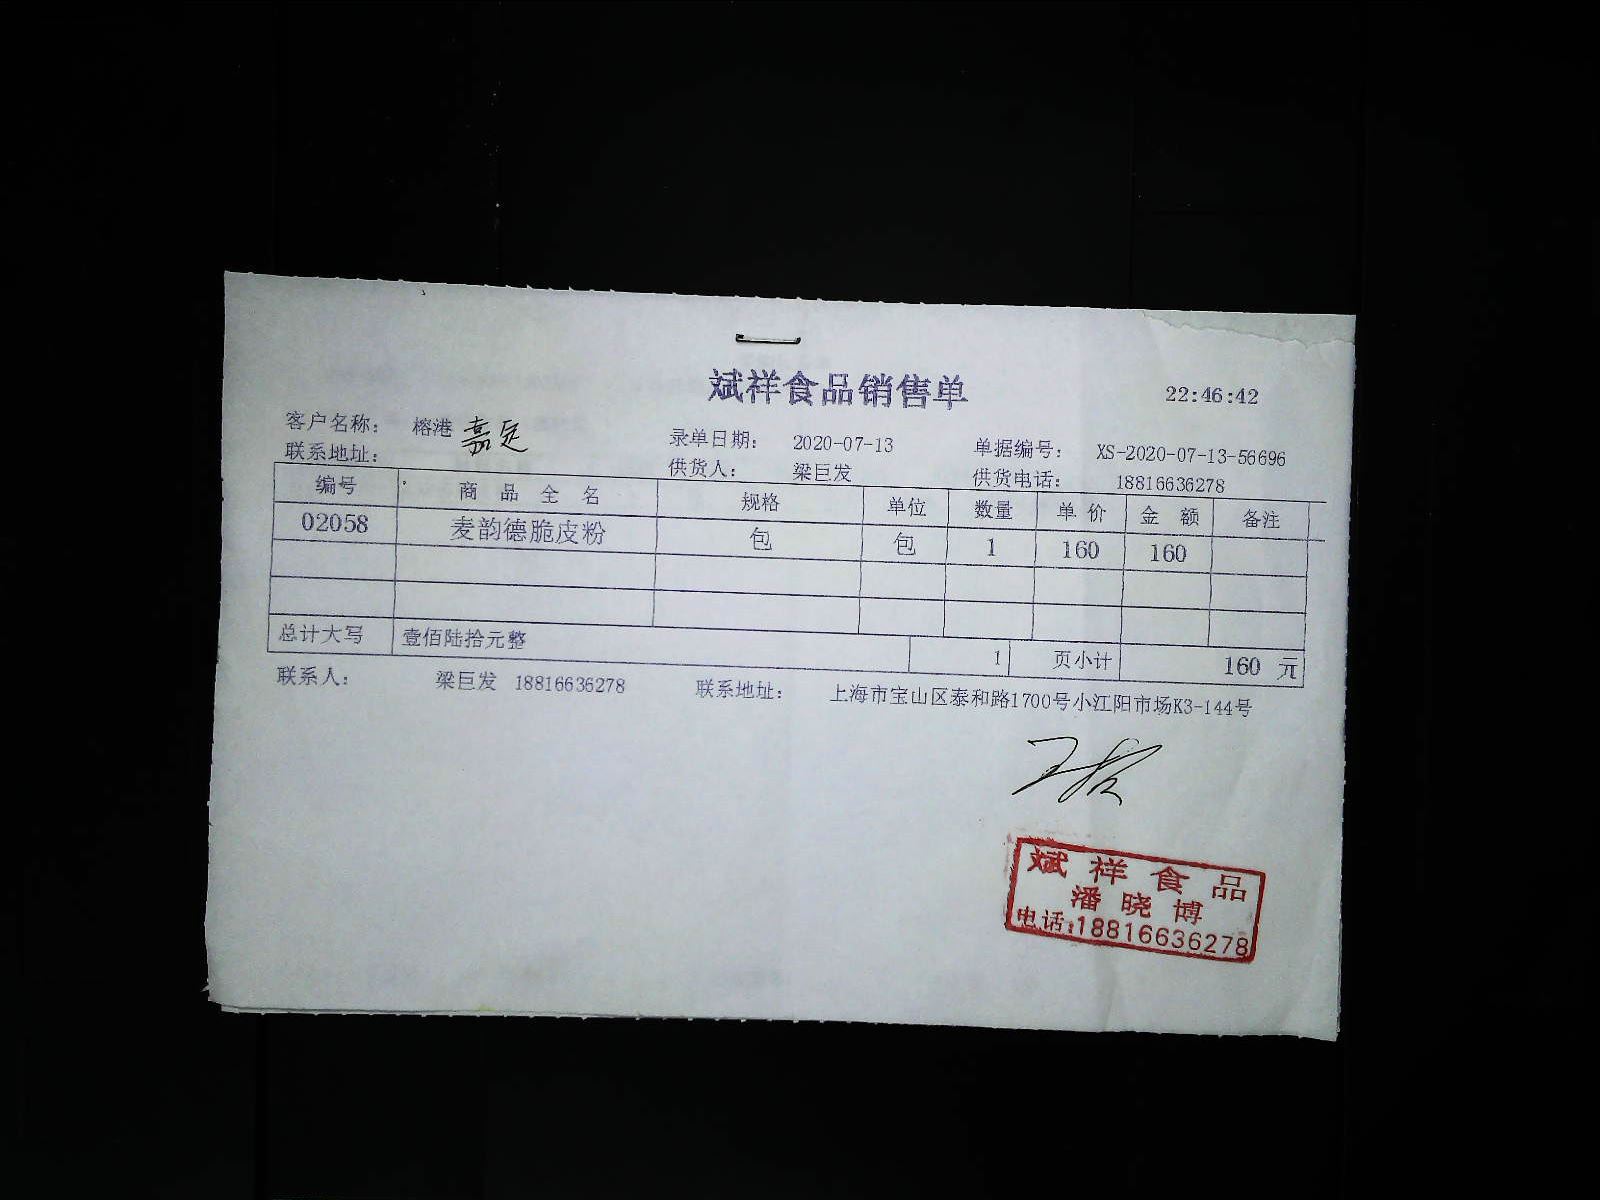 斌祥食品销售单 22:46:42
客户名称： 榕港 嘉定 录单日期： 2020-07-13 单据编号： XS-2020-07-13-56696
联系地址： 供货人： 梁巨发 供货电话： 18816636278
编号 商品全名 规格 单位 数量 单价 金额 备注
02058 麦韵德脆皮粉 包 包 1 160 160
总计大写 壹佰陆拾元整 1 页小计 160 元
联系人： 梁巨发 18816636278 联系地址： 上海市宝山区泰和路1700号小江阳市场K3-144号
斌祥食品
潘晓博
电话:18816636278